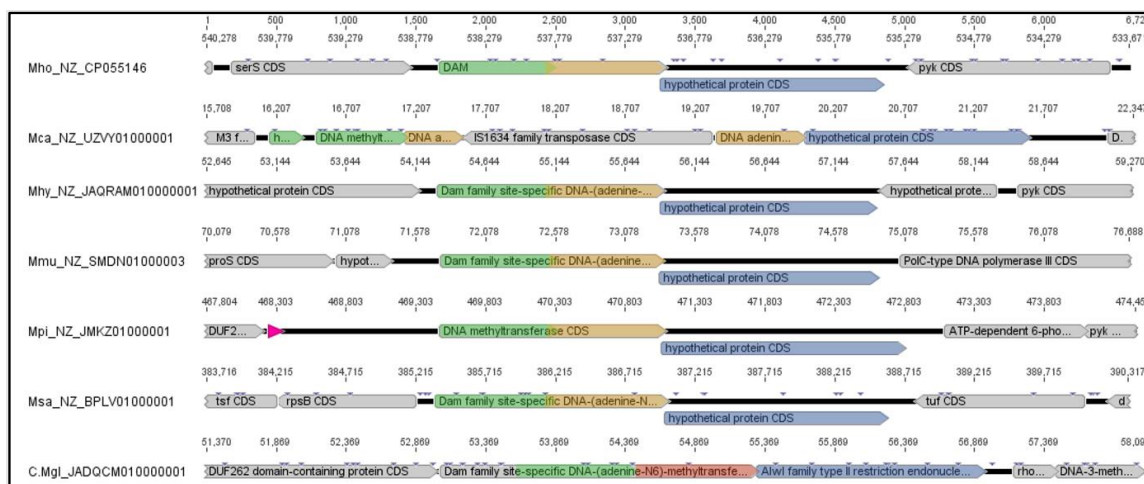 1 500 1,000 1,500 2,000 2,500 3,000 3,500 4,000 4,500 5,000 5,500 6,000 6,72
540,278 539,779 539,279 538,779 538,279 537,779 537,279 536,779 536,279 535,779 535,279 534,779 534,279 533,67
Mho_NZ_CP055146 serS CDS DAM pyk CDS
hypothetical protein CDS
15,708 16,207 16,707 17,207 17,707 18,207 18,707 19,207 19,707 20,207 20,707 21,207 21,707 22,347
Mca_NZ_UZVY01000001 M3 f... h... DNA methylt... DNA a... IS1634 family transposase CDS DNA adenin... hypothetical protein CDS D.
52,645 53,144 53,644 54,144 54,644 55,144 55,644 56,144 56,644 57,144 57,644 58,144 58,644 59,270
Mhy_NZ_JAQRAM010000001 hypothetical protein CDS Dam family site-specific DNA-(adenine-... hypothetical prote... pyk CDS
hypothetical protein CDS
70,079 70,578 71,078 71,578 72,078 72,578 73,078 73,578 74,078 74,578 75,078 75,578 76,078 76,688
Mmu_NZ_SMDN01000003 proS CDS hypot... Dam family site-specific DNA-(adenine... PolC-type DNA polymerase III CDS
hypothetical protein CDS
467,804 468,303 468,803 469,303 469,803 470,303 470,803 471,303 471,803 472,303 472,803 473,303 473,803 474,45
Mpi_NZ_JMKZ01000001 DUF2... DNA methyltransferase CDS ATP-dependent 6-pho... pyk ...
hypothetical protein CDS
383,716 384,215 384,715 385,215 385,715 386,215 386,715 387,215 387,715 388,215 388,715 389,215 389,715 390,317
Msa_NZ_BPLV01000001 tsf CDS rpsB CDS Dam family site-specific DNA-(adenine-N... tuf CDS d
hypothetical protein CDS
51,370 51,869 52,369 52,869 53,369 53,869 54,369 54,869 55,369 55,869 56,369 56,869 57,369 58,09
C.Mgl_JADQCM010000001 DUF262 domain-containing protein CDS Dam family site-specific DNA-(adenine-N6)-methyltransfe... AlwI family type II restriction endonucle... rho... DNA-3-meth...